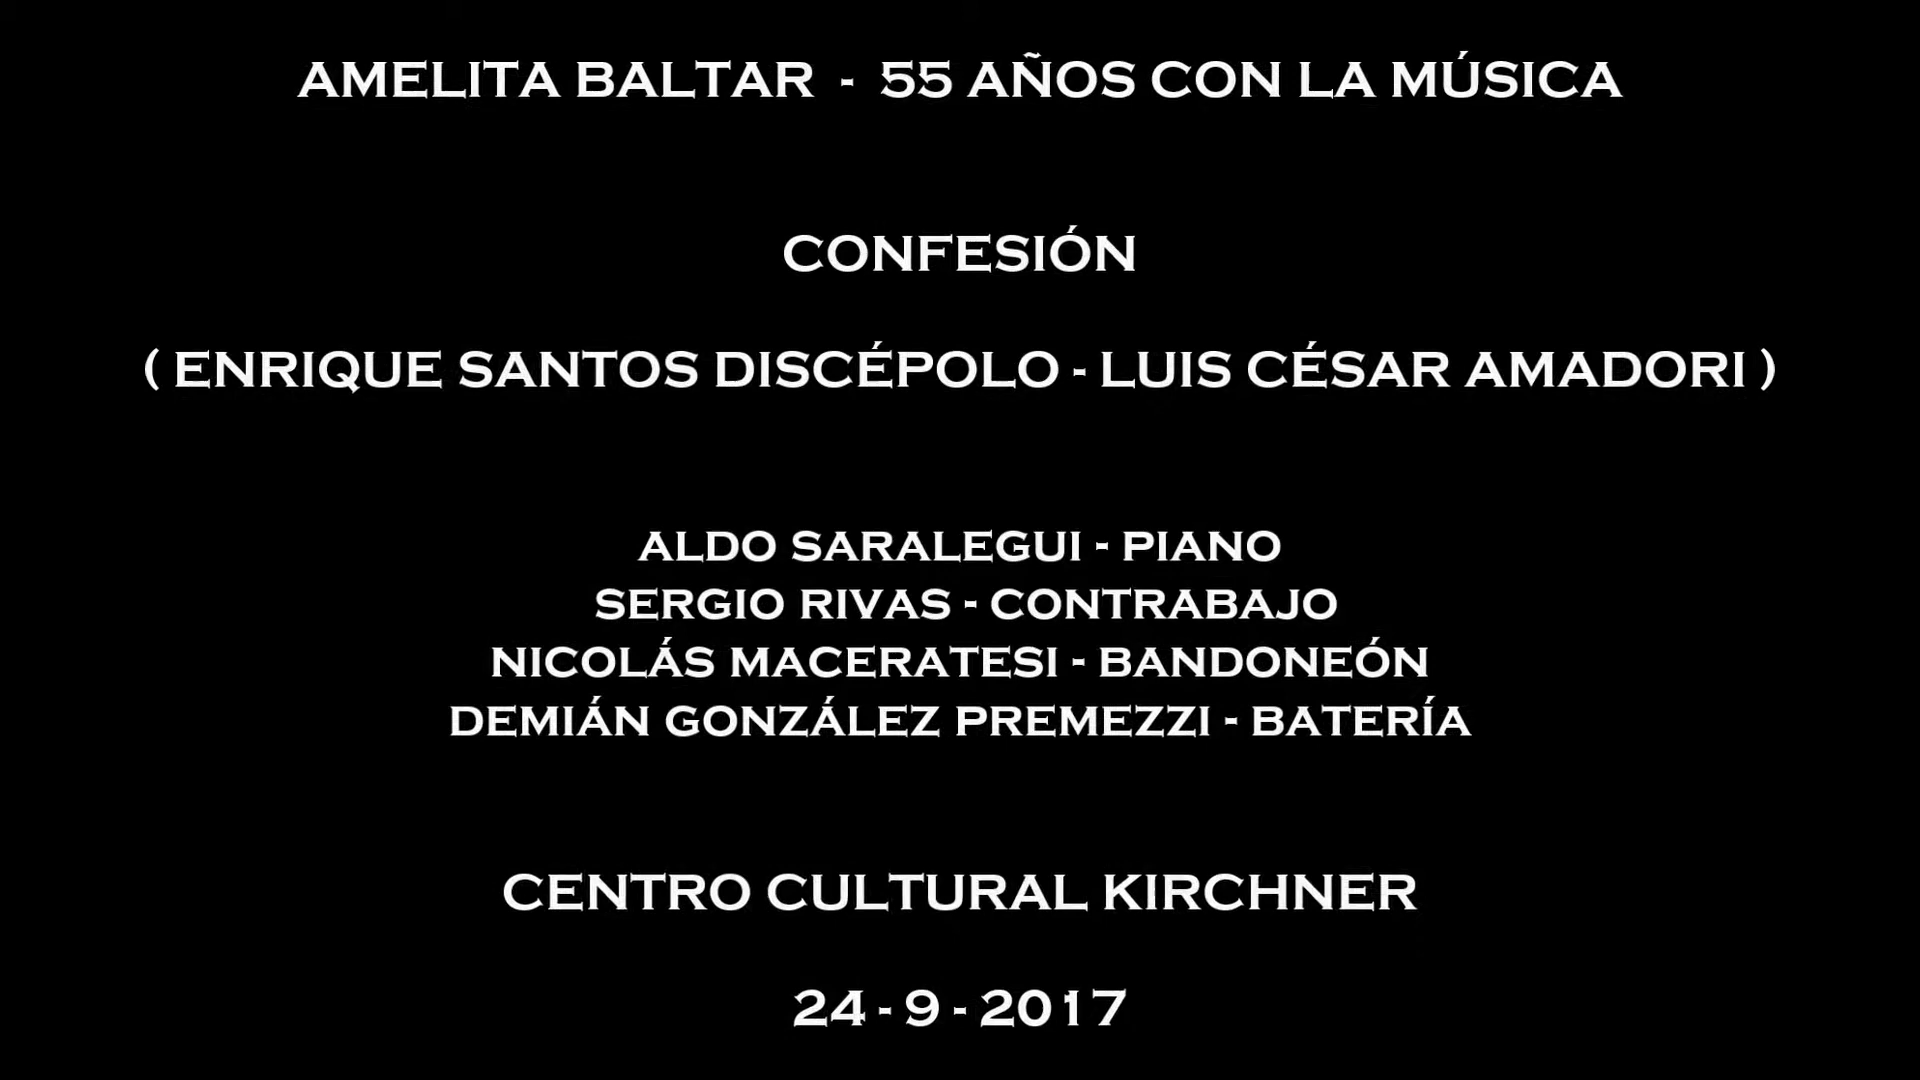 AMELITA BALTAR - 55 AÑOS CON LA MÚSICA
CONFESIÓN
( ENRIQUE SANTOS DISCÉPOLO - LUIS CÉSAR AMADORI )
ALDO SARALEGUI - PIANO
SERGIO RIVAS - CONTRABAJO
NICOLÁS MACERATESI - BANDONEÓN
DEMIÁN GONZÁLEZ PREMEZZI - BATERÍA
CENTRO CULTURAL KIRCHNER
24 - 9 - 2017